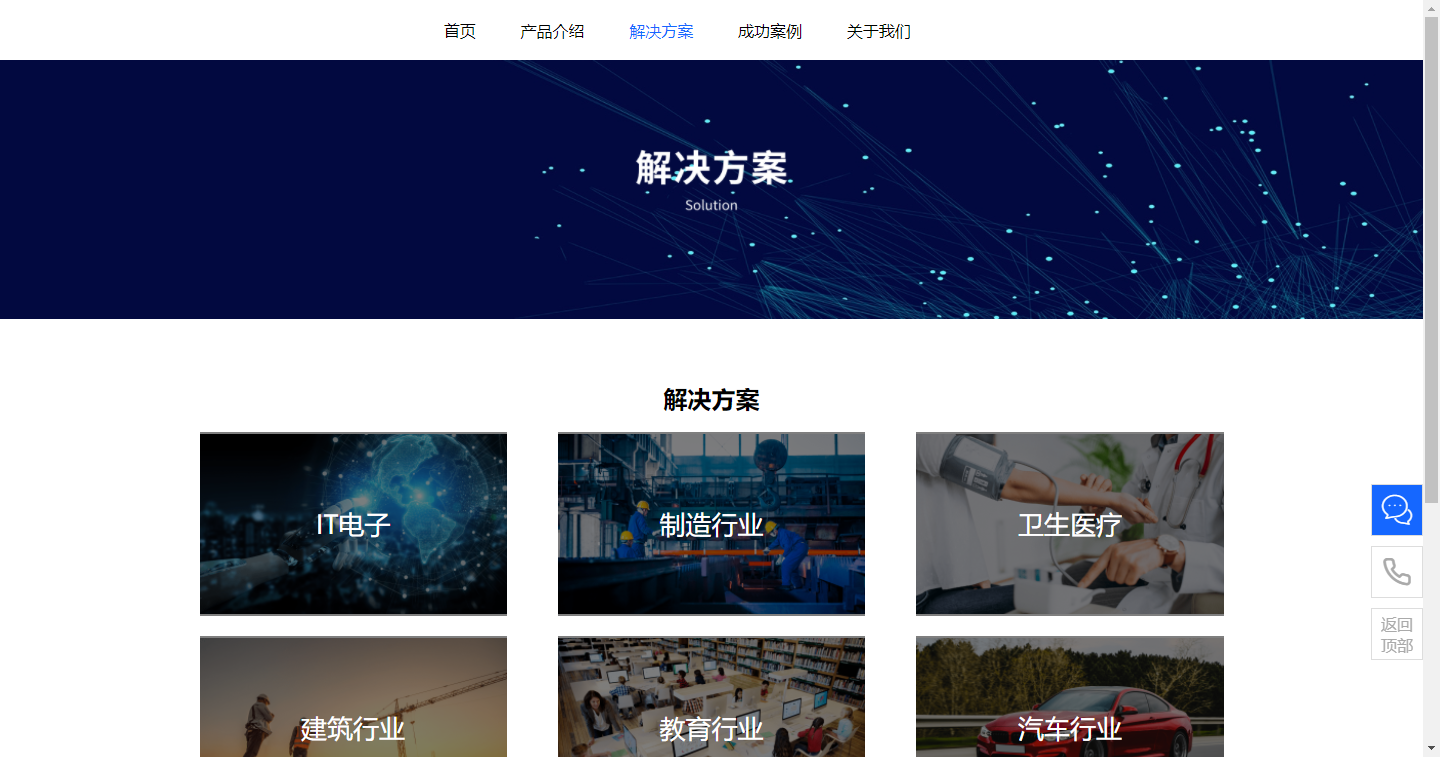 首页 产品介绍 解决方案 成功案例 关于我们
解决方案
Solution
解决方案
IT电子 制造行业 卫生医疗
返回
顶部
建筑行业 教育行业 汽车行业